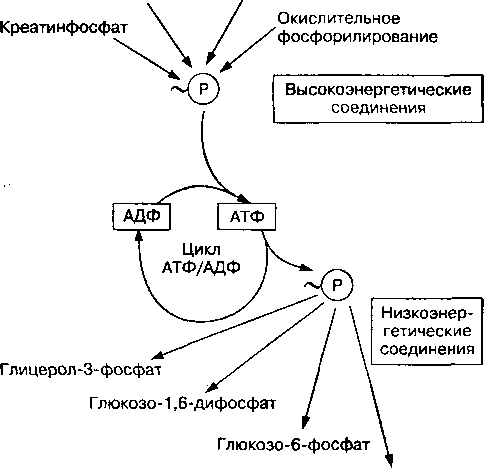 Креатинфосфат
Окислительное
фосфорилирование
~ P
Высокоэнергетические
соединения
АДФ
АТФ
Цикл
АТФ/АДФ
~ P
Низкоэнер-
гетические
соединения
Глицерол-3-фосфат
Глюкозо-1,6-дифосфат
Глюкозо-6-фосфат